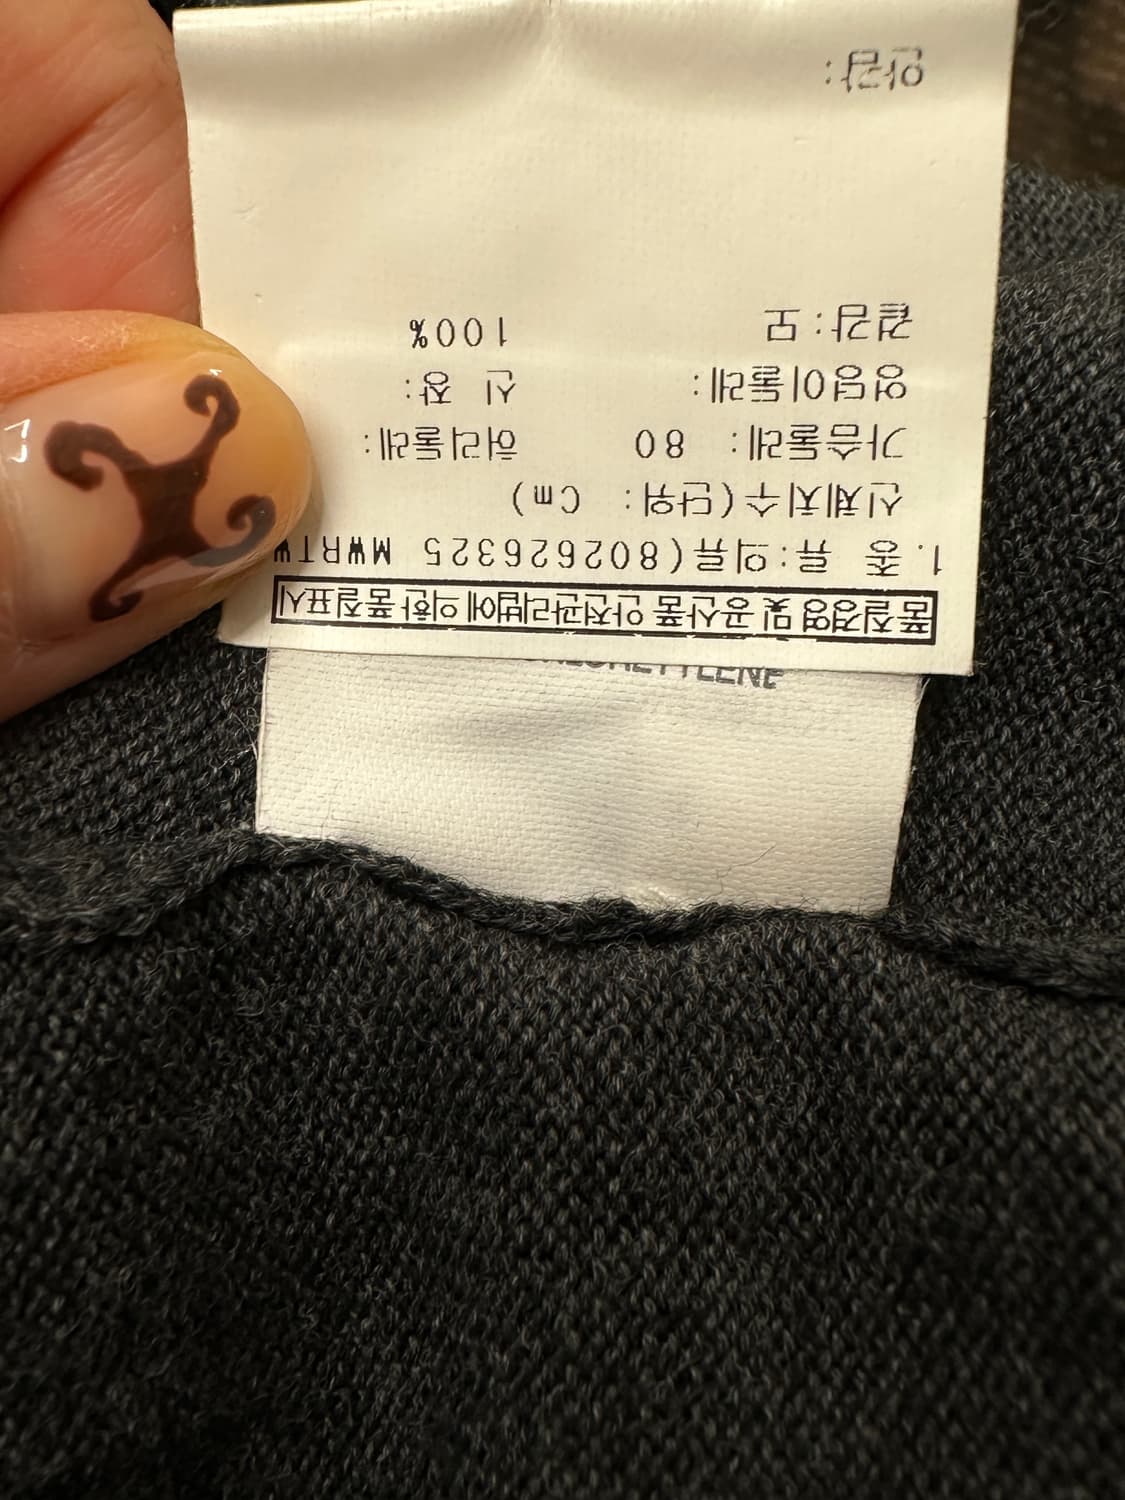 품질경영 및 공산품 안전관리법에 의한 품질표시
1. 종 류:의류(80262632S MWRTW
신체치수(단위: Cm)
가슴둘레: 80 허리둘레:
엉덩이둘레: 신 장:
겉감:모 100%
안감: